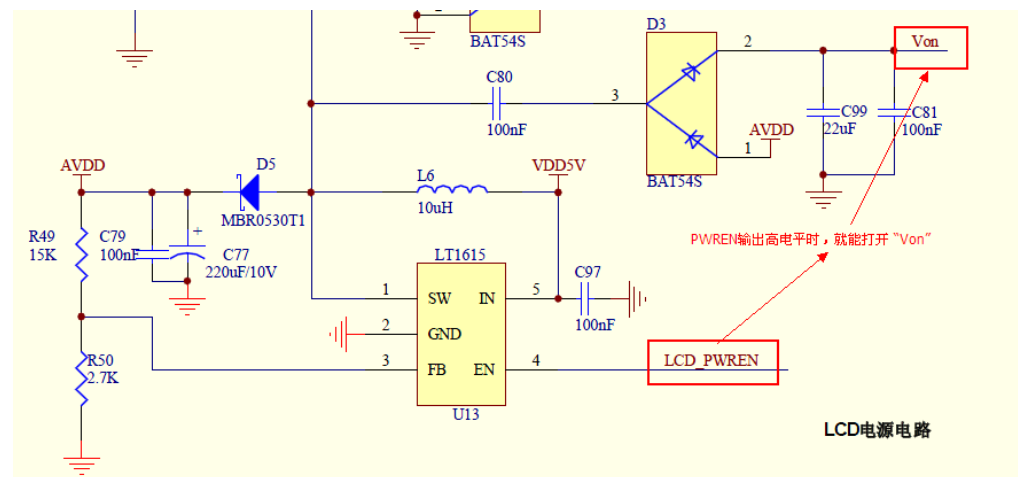 D3
BAT54S
2
Von
C80
3
100nF
C99
22uF
C81
100nF
AVDD
1
BAT54S
AVDD
D5
MBR0530T1
L6
10uH
VDD5V
R49
15K
C79
100nF
+
C77
220uF/10V
PWREN输出高电平时，就能打开“Von”
LT1615
1
SW
IN
5
C97
100nF
2
GND
3
FB
EN
4
LCD_PWREN
R50
2.7K
U13
LCD电源电路